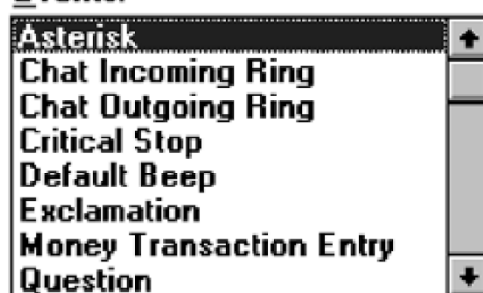 Asterisk
Chat Incoming Ring
Chat Outgoing Ring
Critical Stop
Default Beep
Exclamation
Money Transaction Entry
Question